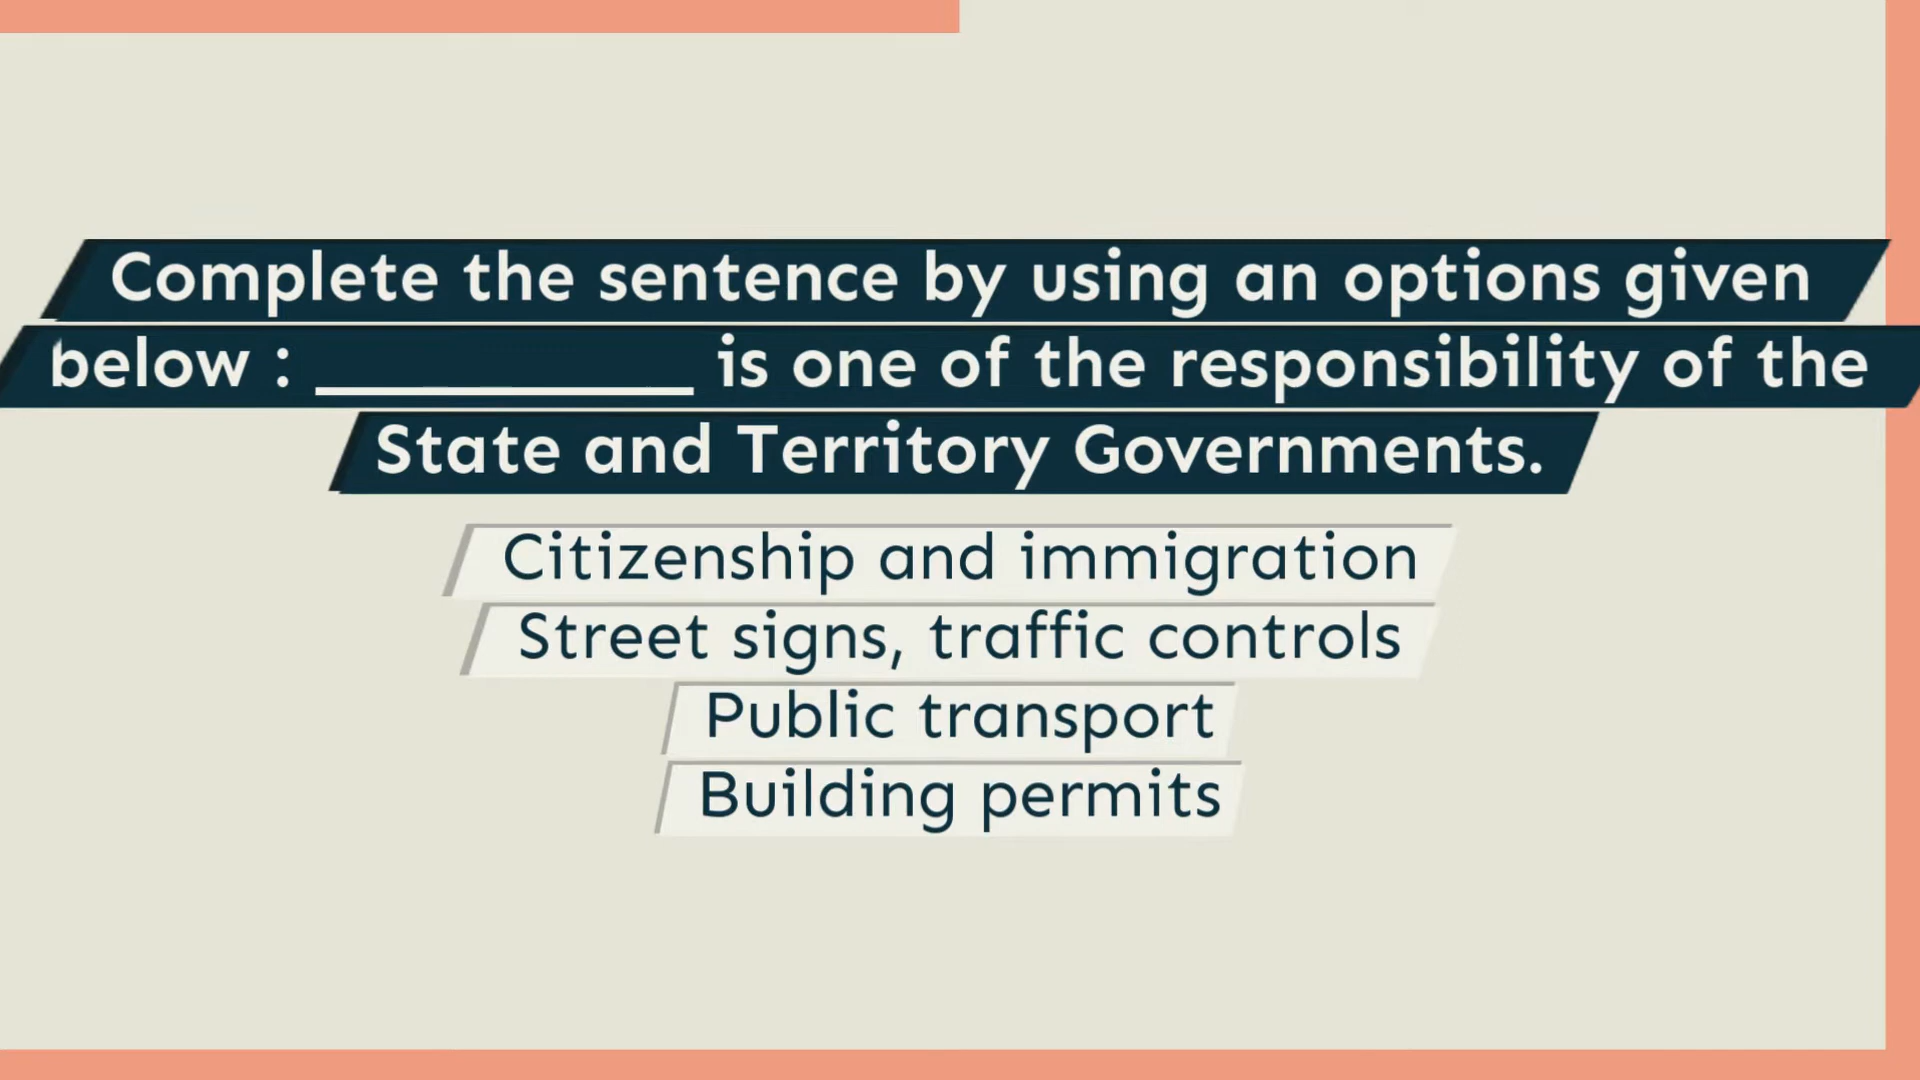 Complete the sentence by using an options given
below : __________ is one of the responsibility of the
State and Territory Governments.
Citizenship and immigration
Street signs, traffic controls
Public transport
Building permits